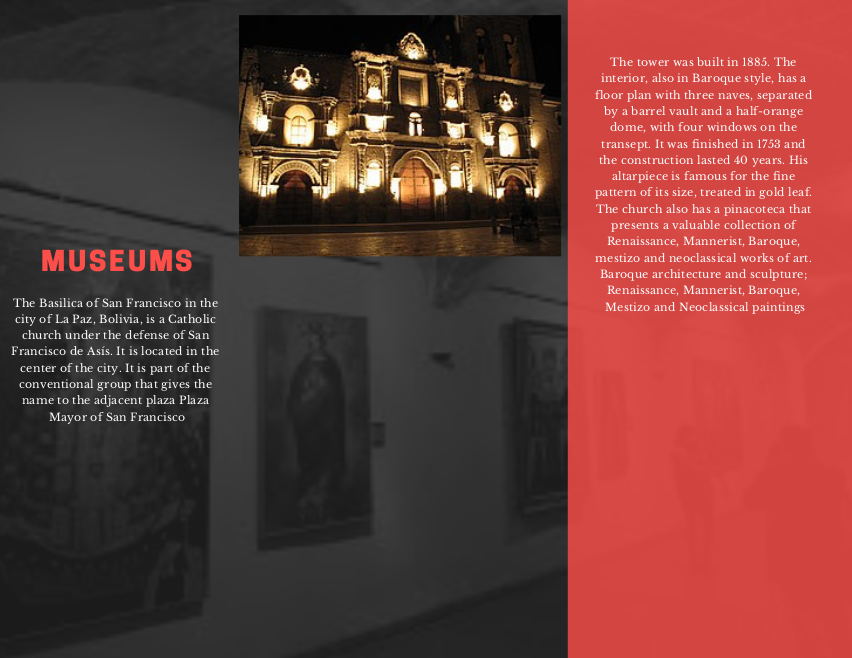 MUSEUMS
The Basilica of San Francisco in the
city of La Paz, Bolivia, is a Catholic
church under the defense of San
Francisco de Asís. It is located in the
center of the city. It is part of the
conventional group that gives the
name to the adjacent plaza Plaza
Mayor of San Francisco
The tower was built in 1885. The
interior, also in Baroque style, has a
floor plan with three naves, separated
by a barrel vault and a half-orange
dome, with four windows on the
transept. It was finished in 1753 and
the construction lasted 40 years. His
altarpiece is famous for the fine
pattern of its size, treated in gold leaf.
The church also has a pinacoteca that
presents a valuable collection of
Renaissance, Mannerist, Baroque,
mestizo and neoclassical works of art.
Baroque architecture and sculpture;
Renaissance, Mannerist, Baroque,
Mestizo and Neoclassical paintings